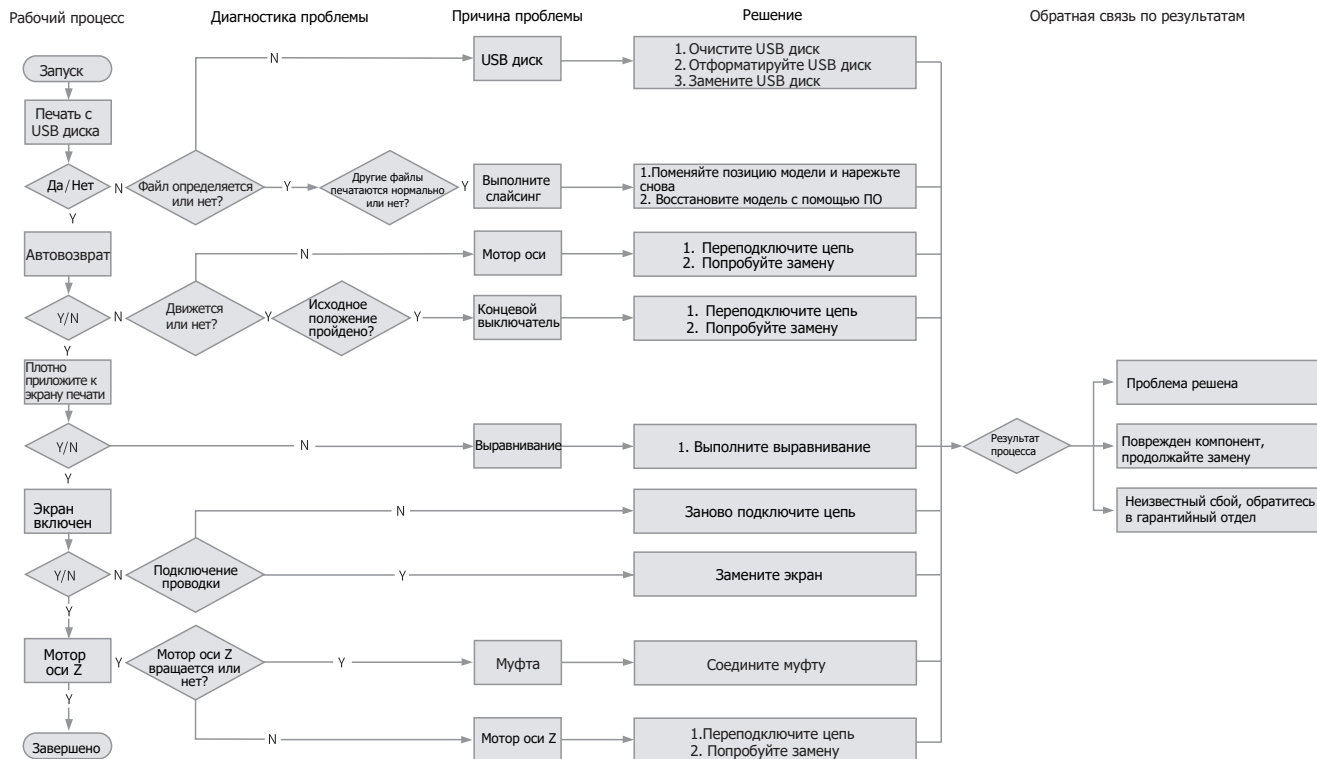 Рабочий процесс
Диагностика проблемы
Причина проблемы
Решение
Обратная связь по результатам
Запуск
Печать с
USB диска
Да/Нет
N
Файл определяется
или нет?
N
USB диск
1. Очистите USB диск
2. Отформатируйте USB диск
3. Замените USB диск
Y
Другие файлы
печатаются нормально
или нет?
Y
Выполните
слайсинг
1.Поменяйте позицию модели и нарежьте
снова
2. Восстановите модель с помощью ПО
Y
Автовозврат
Y/N
N
Движется
или нет?
N
Мотор оси
1. Переподключите цепь
2. Попробуйте замену
Y
Исходное
положение
пройдено?
Y
Концевой
выключатель
1. Переподключите цепь
2. Попробуйте замену
Y
Плотно
приложите к
экрану печати
Y/N
N
Выравнивание
1. Выполните выравнивание
Y
Экран
включен
Y/N
N
Подключение
проводки
N
Заново подключите цепь
Y
Замените экран
Y
Мотор
оси Z
Y
Мотор оси Z
вращается или
нет?
Y
Муфта
Соедините муфту
N
Мотор оси Z
1.Переподключите цепь
2. Попробуйте замену
Y
Завершено
Результат
процесса
Проблема решена
Поврежден компонент,
продолжайте замену
Неизвестный сбой, обратитесь
в гарантийный отдел